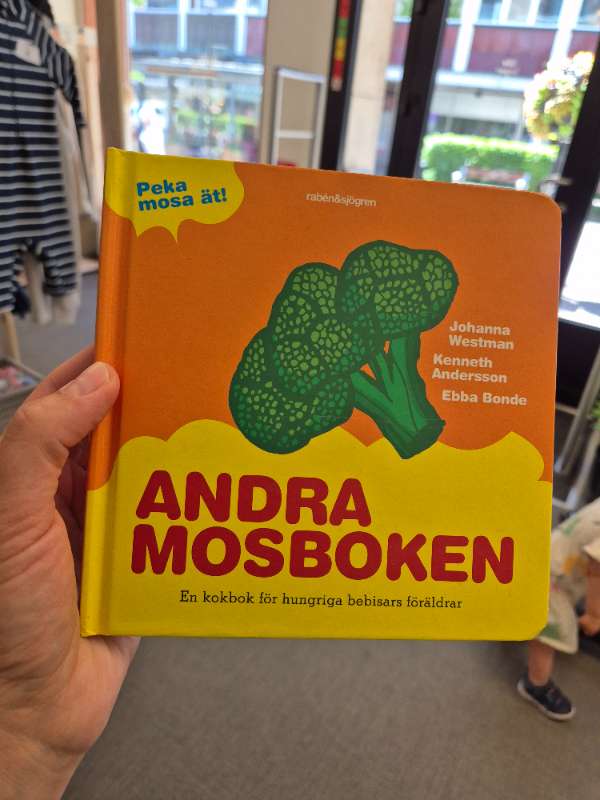 Peka
mosa ät!
rabén&sjögren
Johanna
Westman
Kenneth
Andersson
Ebba Bonde
ANDRA
MOSBOKEN
En kokbok för hungriga bebisars föräldrar